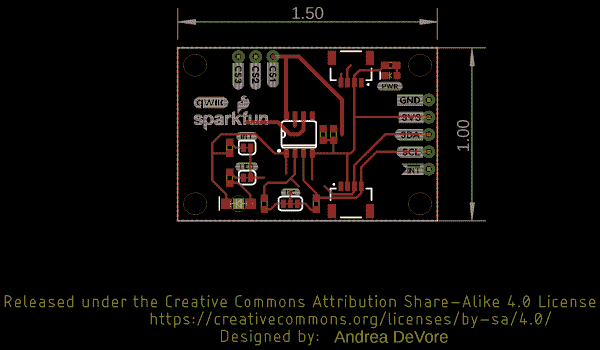 1.50
CS3 CS2 CS1
PWR
GND
qwiic
sparkfun
3V3
1.00
SDA
SCL
INT
Released under the Creative Commons Attribution Share-Alike 4.0 License
https://creativecommons.org/licenses/by-sa/4.0/
Designed by: Andrea DeVore